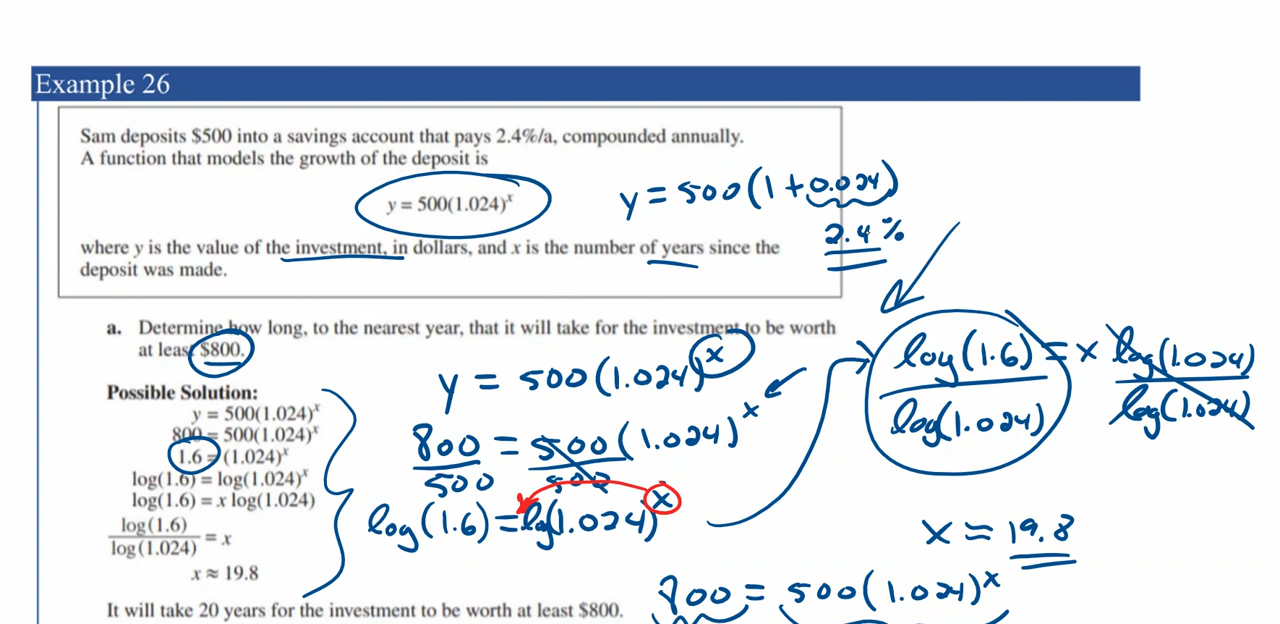 Example 26
Sam deposits $500 into a savings account that pays 2.4%/a, compounded annually.
A function that models the growth of the deposit is
y = 500(1.024)ˣ
y = 500(1+0.024)
2.4%
where y is the value of the investment, in dollars, and x is the number of years since the
deposit was made.
a. Determine how long, to the nearest year, that it will take for the investment to be worth
at least $800.
Possible Solution:
y = 500(1.024)ˣ
800 = 500(1.024)ˣ
1.6 = (1.024)ˣ
log(1.6) = log(1.024)ˣ
log(1.6) = x log(1.024)
log(1.6)
log(1.024) = x
x ≈ 19.8
It will take 20 years for the investment to be worth at least $800.
y = 500(1.024)ˣ
800 = 500(1.024)ˣ
500 500
log(1.6) = log(1.024)ˣ
log(1.6) = x log(1.024)
log(1.024) log(1.024)
x ≈ 19.8
800 = 500(1.024)ˣ